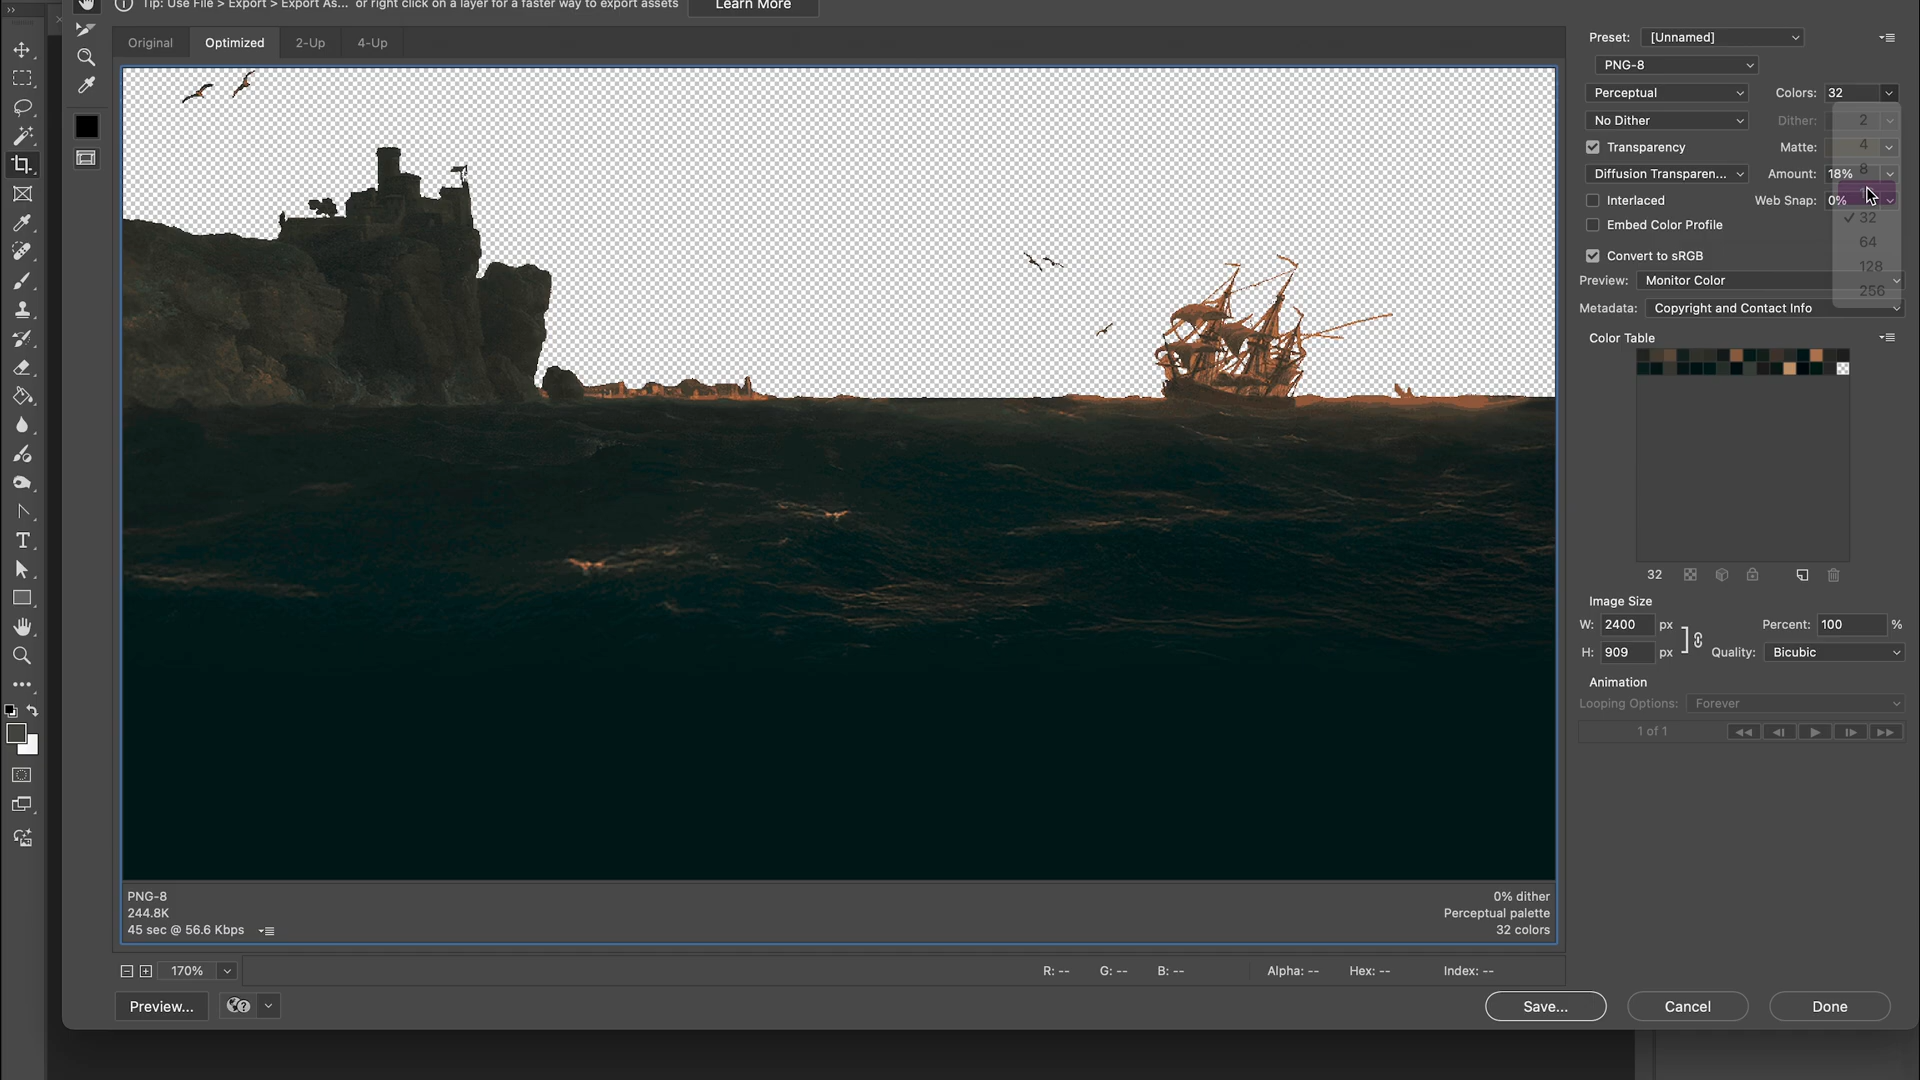 Tip: Use File > Export > Export As... or right click on a layer for a faster way to export assets
Learn More
Original
Optimized
2-Up
4-Up
Preset: [Unnamed]
PNG-8
Perceptual
Colors: 32
No Dither
Dither:
2
Transparency
Matte:
4
8
Diffusion Transparen...
Amount: 18%
Interlaced
Web Snap: 0%
32
Embed Color Profile
64
Convert to sRGB
128
Preview: Monitor Color
256
Metadata: Copyright and Contact Info
Color Table
32
Image Size
W: 2400 px
Percent: 100 %
H: 909 px
Quality: Bicubic
Animation
Looping Options: Forever
1 of 1
PNG-8
244.8K
45 sec @ 56.6 Kbps
0% dither
Perceptual palette
32 colors
170%
R: --
G: --
B: --
Alpha: --
Hex: --
Index: --
Preview...
Save...
Cancel
Done